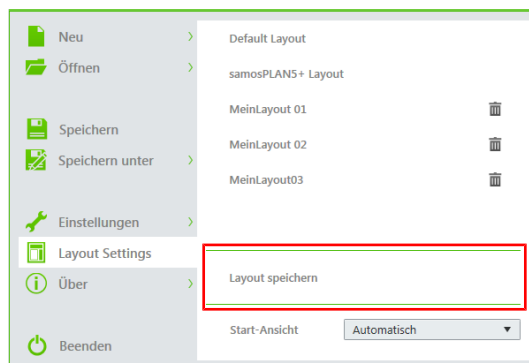 Neu
Öffnen
Speichern
Speichern unter
Einstellungen
Layout Settings
Über
Beenden
Default Layout
samosPLAN5+ Layout
MeinLayout 01
MeinLayout 02
MeinLayout03
Layout speichern
Start-Ansicht Automatisch